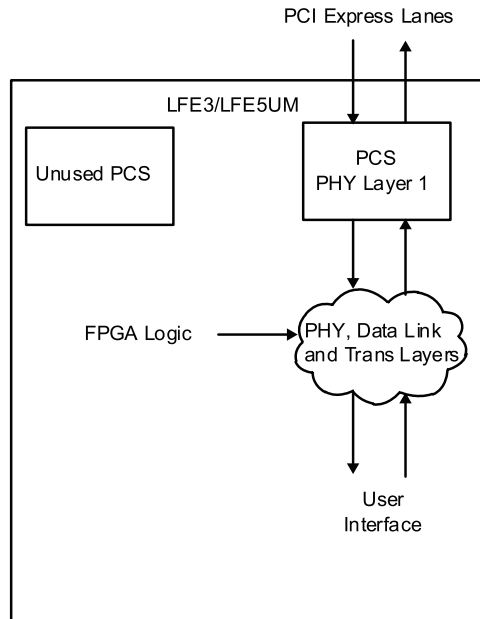 PCI Express Lanes
LFE3/LFE5UM
Unused PCS
PCS
PHY Layer 1
FPGA Logic
PHY, Data Link
and Trans Layers
User
Interface